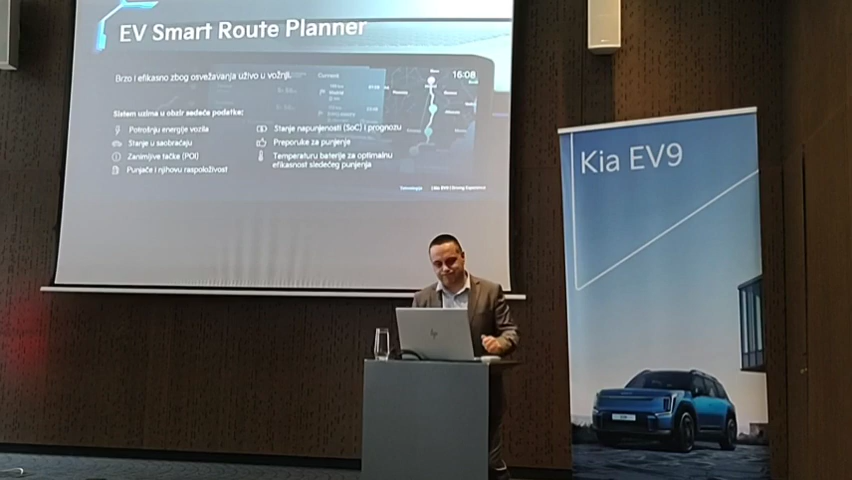 EV Smart Route Planner
Brzo i efikasno zbog osvežavanja uživo u vožnji.
16:08
Sistem uzima u obzir sledeće podatke:
Potrošnju energije vozila
Stanje u saobraćaju
Zanimljive tačke (POI)
Punjače i njihovu raspoloživost
Stanje napunjenosti (SoC) i prognozu
Preporuke za punjenje
Temperaturu baterije za optimalnu
efikasnost sledećeg punjenja
Kia EV9
hp